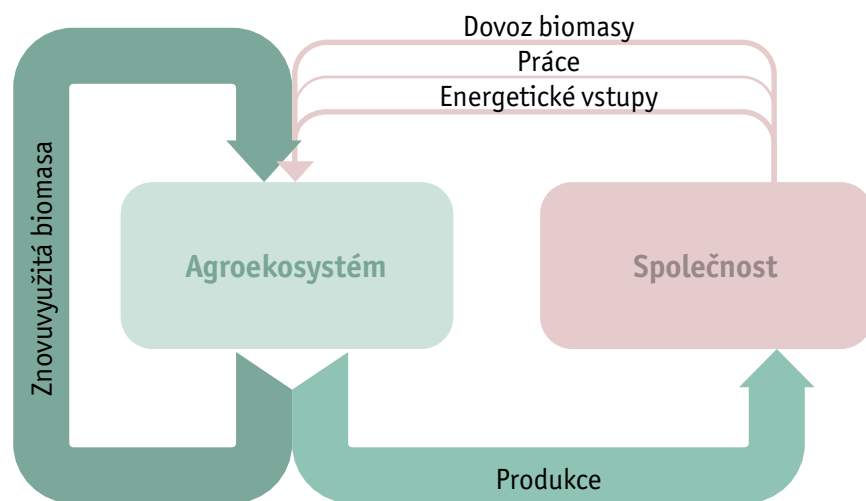 Dovoz biomasy
Práce
Energetické vstupy
Znovuvyužitá biomasa
Agroekosystém
Společnost
Produkce